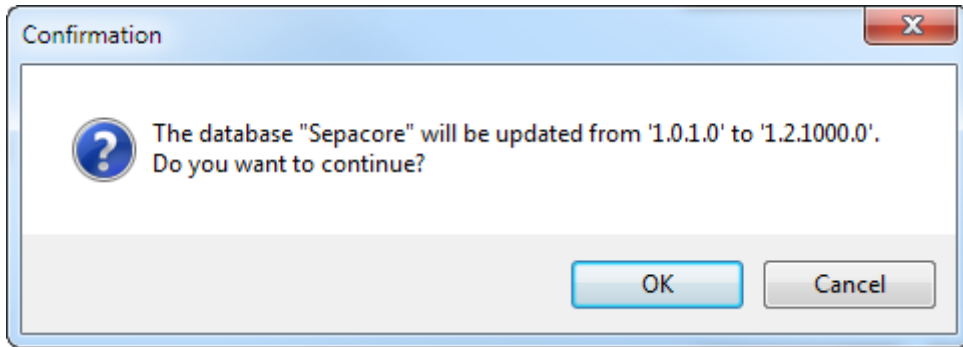 Confirmation
The database "Sepacore" will be updated from '1.0.1.0' to '1.2.1000.0'.
Do you want to continue?
OK
Cancel